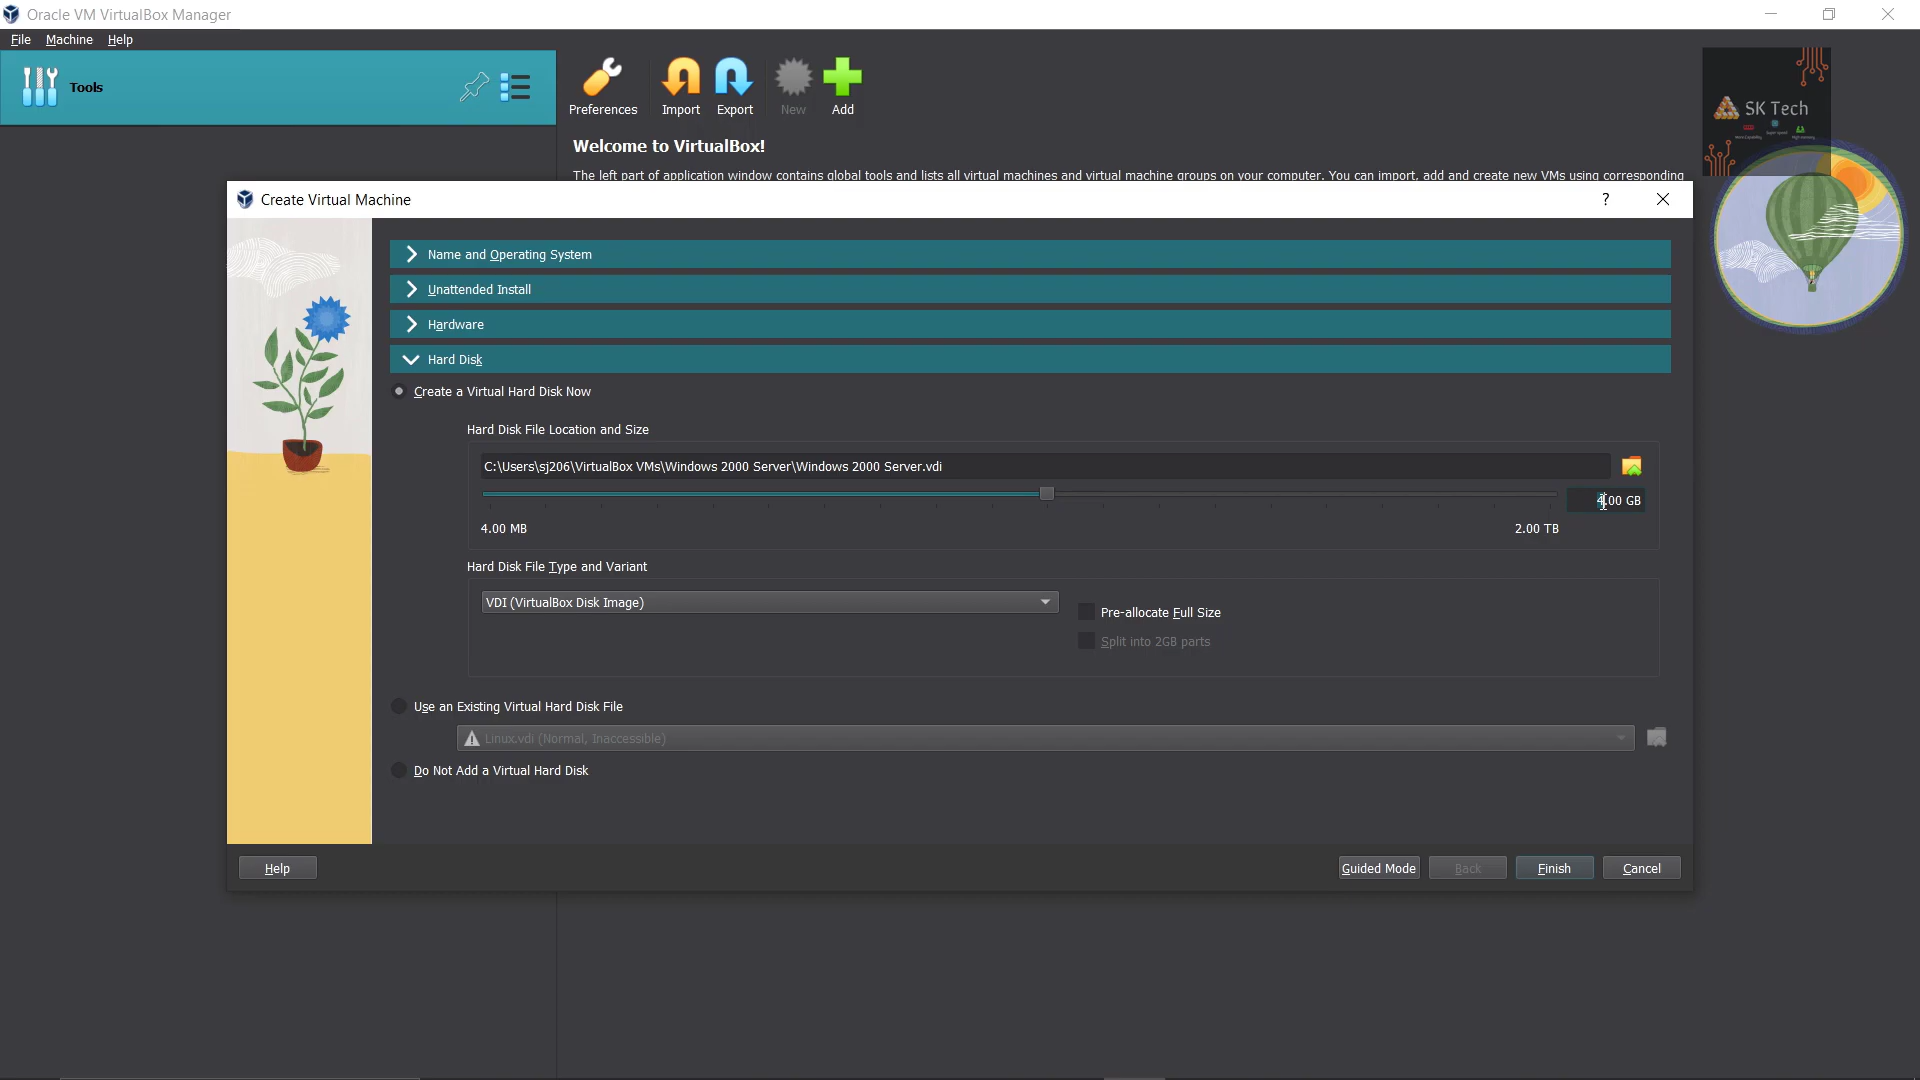 Oracle VM VirtualBox Manager
File Machine Help
Tools
Preferences Import Export New Add
Welcome to VirtualBox!
The left part of application window contains global tools and lists all virtual machines and virtual machine groups on your computer. You can import, add and create new VMs using corresponding
SK Tech
Create Virtual Machine
Name and Operating System
Unattended Install
Hardware
Hard Disk
Create a Virtual Hard Disk Now
Hard Disk File Location and Size
C:\Users\sj206\VirtualBox VMs\Windows 2000 Server\Windows 2000 Server.vdi
4.00 GB
4.00 MB 2.00 TB
Hard Disk File Type and Variant
VDI (VirtualBox Disk Image)
Pre-allocate Full Size
Split into 2GB parts
Use an Existing Virtual Hard Disk File
Linux.vdi (Normal, Inaccessible)
Do Not Add a Virtual Hard Disk
Help Guided Mode Back Finish Cancel